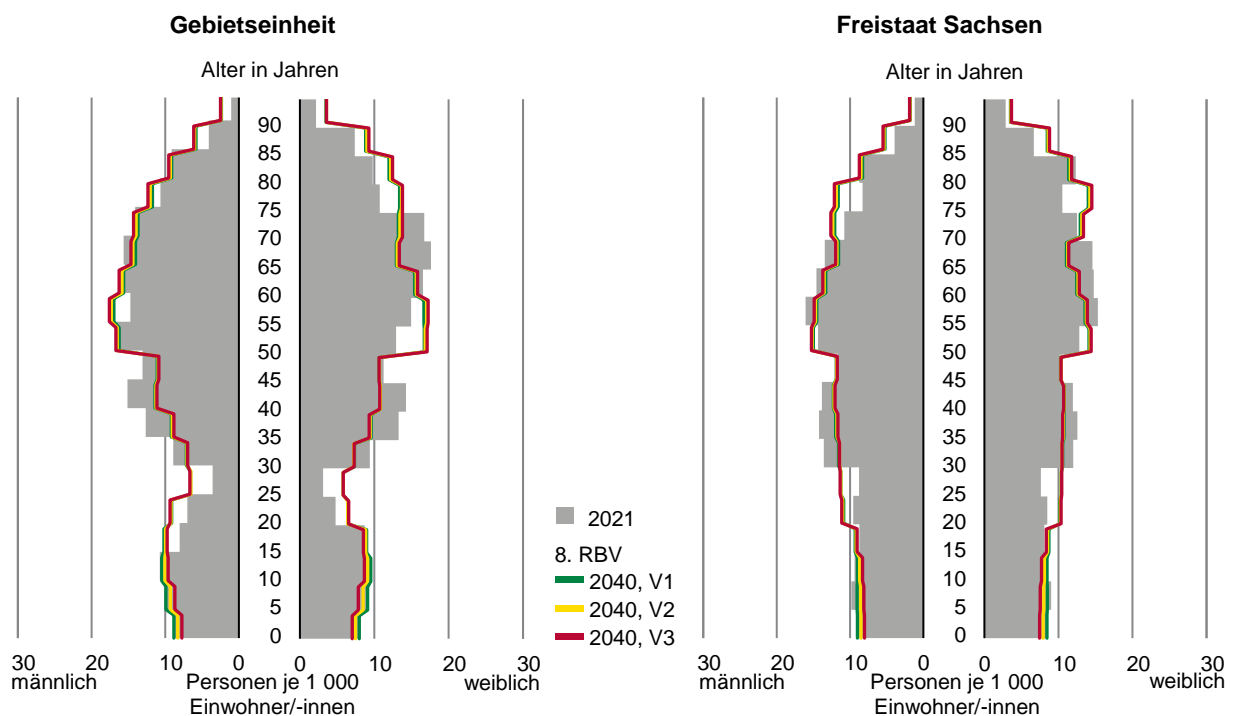 Gebietseinheit
Alter in Jahren
90
85
80
75
70
65
60
55
50
45
40
35
30
25
20
15
10
5
0
30 20 10 0 0 10 20 30
männlich Personen je 1 000 weiblich
Einwohner/-innen
2021
8. RBV
2040, V1
2040, V2
2040, V3
Freistaat Sachsen
Alter in Jahren
90
85
80
75
70
65
60
55
50
45
40
35
30
25
20
15
10
5
0
30 20 10 0 0 10 20 30
männlich Personen je 1 000 weiblich
Einwohner/-innen